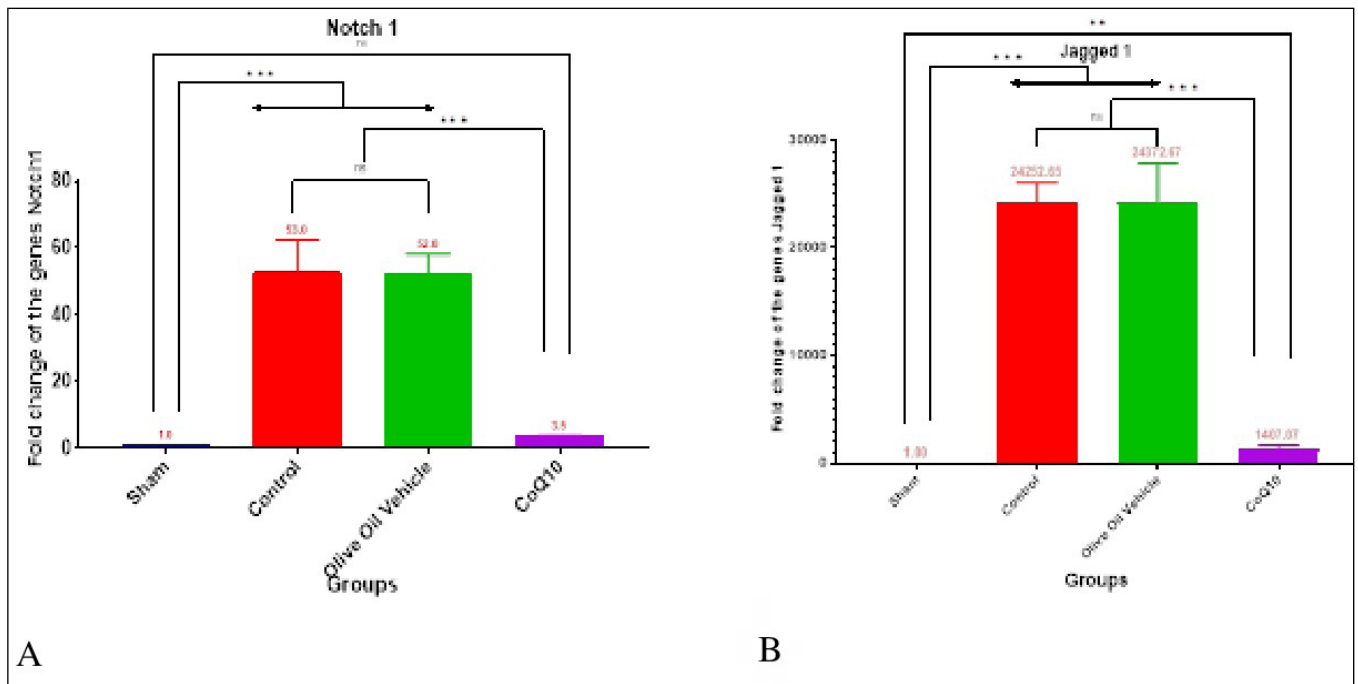 Notch 1
ns
***
***
ns
Fold change of the genes Notch1
80
60
40
20
0
1.0
53.0
52.0
3.5
Sham
Control
Olive Oil Vehicle
CoQ10
Groups
A
**
Jagged 1
***
***
ns
Fold change of the genes Jagged 1
30000
20000
10000
0
1.00
24252.65
24372.67
1407.07
Sham
Control
Olive Oil Vehicle
CoQ10
Groups
B